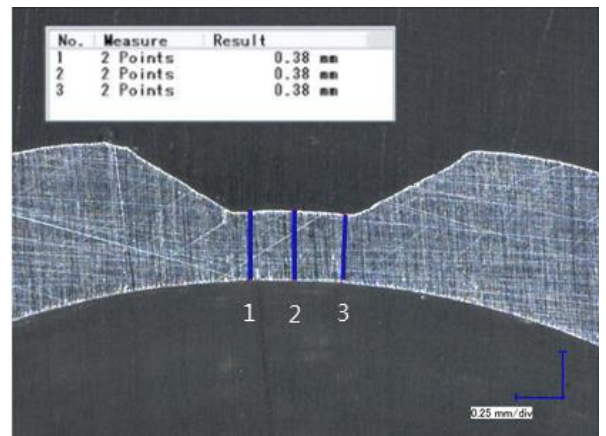 No. Measure Result
1 2 Points 0.38 mm
2 2 Points 0.38 mm
3 2 Points 0.38 mm
1 2 3
0.25 mm/div